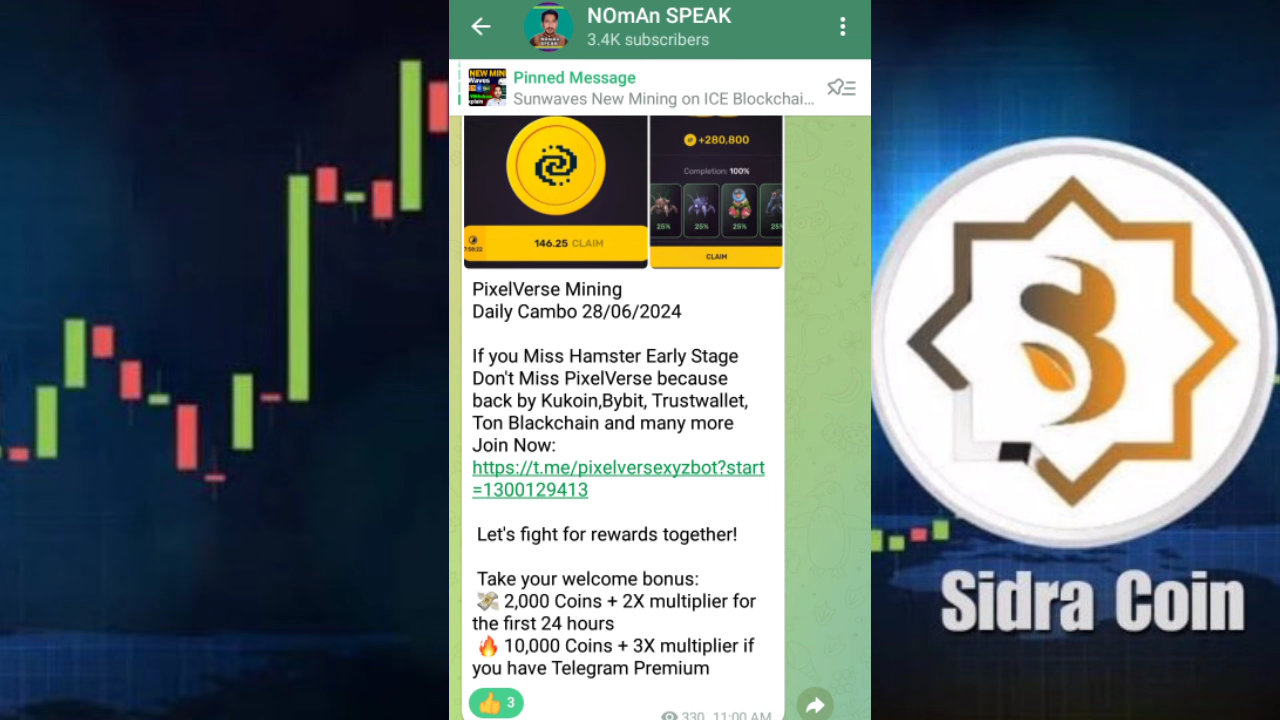 NOmAn SPEAK
3.4K subscribers
NEW MINI
Waves
Pinned Message
Sunwaves New Mining on ICE Blockchai...
+280,800
Completion: 100%
25%
25%
25%
146.25 CLAIM
CLAIM
PixelVerse Mining
Daily Cambo 28/06/2024
If you Miss Hamster Early Stage
Don't Miss PixelVerse because
back by Kukoin,Bybit, Trustwallet,
Ton Blackchain and many more
Join Now:
https://t.me/pixelversexyzbot?start
=1300129413
Let's fight for rewards together!
Take your welcome bonus:
💸 2,000 Coins + 2X multiplier for
the first 24 hours
🔥 10,000 Coins + 3X multiplier if
you have Telegram Premium
👍 3
330 11:00 AM
Sidra Coin